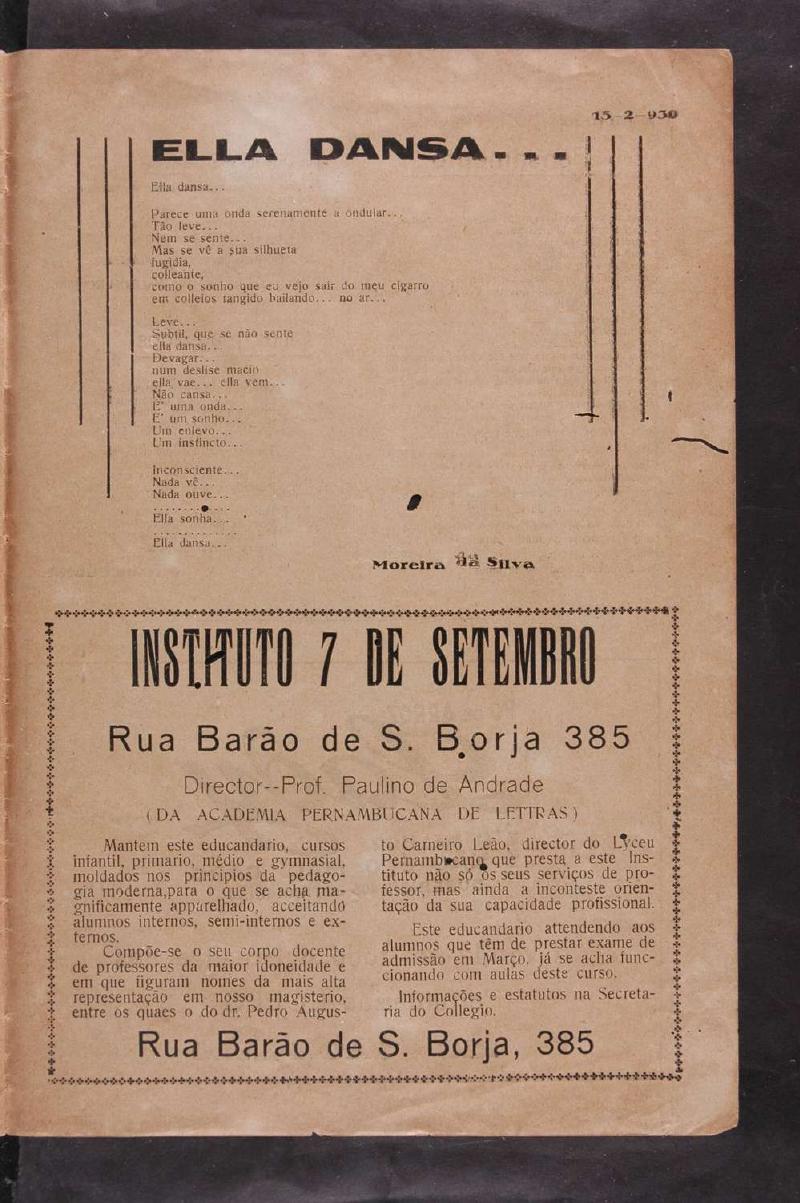 15-2-930
ELLA DANSA...
Ella dansa...
Parece uma onda serenamente a ondular...
Tão leve...
Nem se sente...
Mas se vê a sua silhueta
fugidia,
colleante,
como o sonho que eu vejo sair do meu cigarro
em colleios tangido bailando... no ar...
Leve...
Subtil, que se não sente
ella dansa...
Devagar...
num deslise macio
ella vae... ella vem...
Não cansa...
E' uma onda...
E' um sonho...
Um enlevo...
Um instincto...
Inconsciente...
Nada vê...
Nada ouve...
.............
Ella sonha...
..............
Ella dansa...
Moreira da Silva
INSTITUTO 7 DE SETEMBRO
Rua Barão de S. Borja 385
Director--Prof. Paulino de Andrade
(DA ACADEMIA PERNAMBUCANA DE LETTRAS)
Mantem este educandario, cursos
infantil, primario, médio e gymnasial,
moldados nos principios da pedago-
gia moderna,para o que se acha ma-
gnificamente apparelhado, acceitando
alumnos internos, semi-internos e ex-
ternos.
Compõe-se o seu corpo docente
de professores da maior idoneidade e
em que figuram nomes da mais alta
representação em nosso magisterio,
entre os quaes o do dr. Pedro Augus-
to Carneiro Leão, director do Lyceu
Pernambucano que presta a este Ins-
tituto não só os seus serviços de pro-
fessor, mas ainda a inconteste orien-
tação da sua capacidade profissional.
Este educandario attendendo aos
alumnos que têm de prestar exame de
admissão em Março, já se acha func-
cionando com aulas deste curso.
Informações e estatutos na Secreta-
ria do Collegio.
Rua Barão de S. Borja, 385